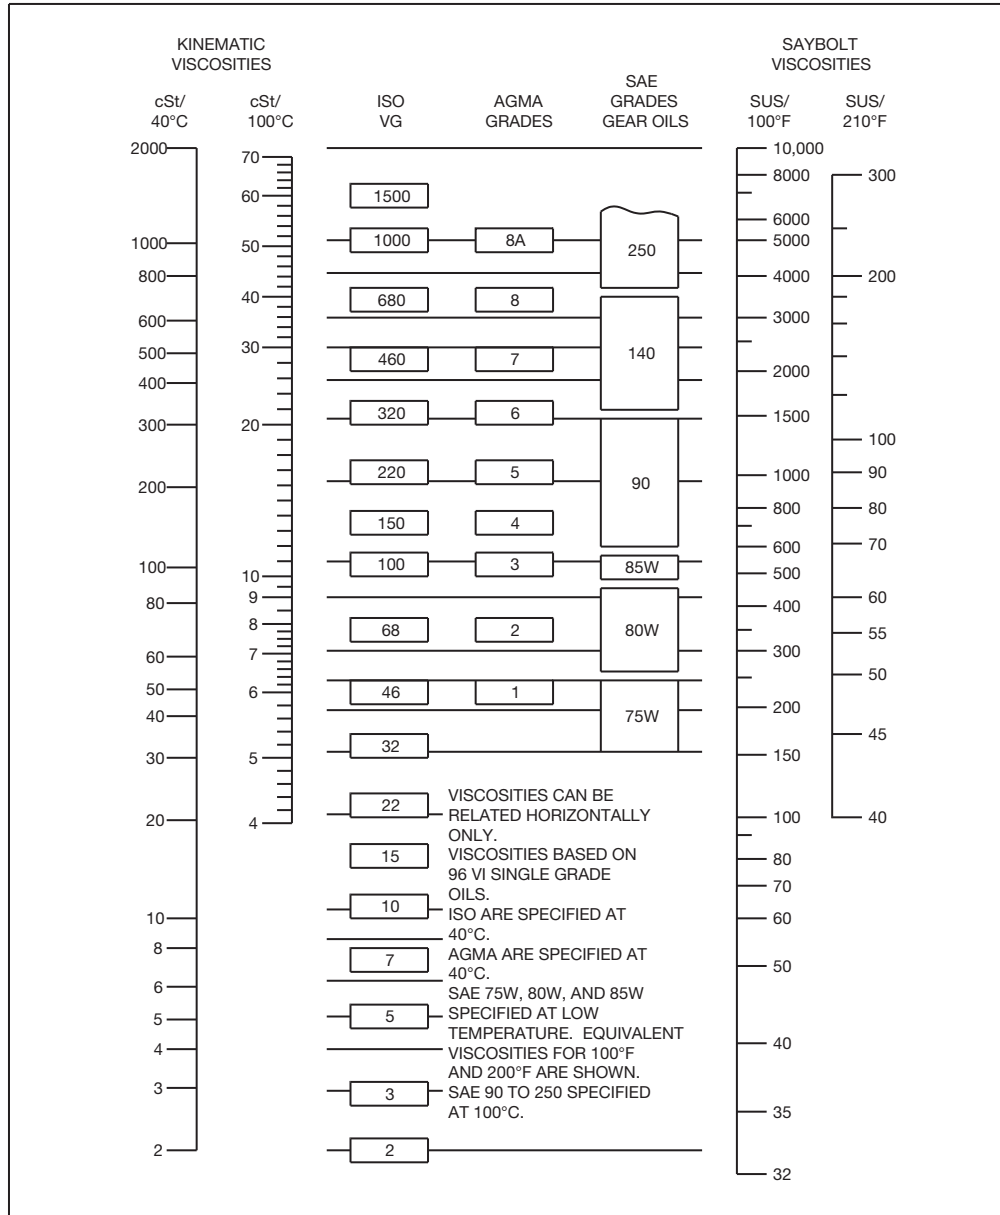 KINEMATIC
VISCOSITIES
SAYBOLT
VISCOSITIES
cSt/
40°C
cSt/
100°C
ISO
VG
AGMA
GRADES
SAE
GRADES
GEAR OILS
SUS/
100°F
SUS/
210°F
2000
1000
800
600
500
400
300
200
100
80
60
50
40
30
20
10
8
6
5
4
3
2
70
60
50
40
30
20
10
9
8
7
6
5
4
1500
1000
680
460
320
220
150
100
68
46
32
22
15
10
7
5
3
2
8A
8
7
6
5
4
3
2
1
250
140
90
85W
80W
75W
10,000
8000
6000
5000
4000
3000
2000
1500
1000
800
600
500
400
300
200
150
100
80
70
60
50
40
35
32
300
200
100
90
80
70
60
55
50
45
40
VISCOSITIES CAN BE
RELATED HORIZONTALLY
ONLY.
VISCOSITIES BASED ON
96 VI SINGLE GRADE
OILS.
ISO ARE SPECIFIED AT
40°C.
AGMA ARE SPECIFIED AT
40°C.
SAE 75W, 80W, AND 85W
SPECIFIED AT LOW
TEMPERATURE. EQUIVALENT
VISCOSITIES FOR 100°F
AND 200°F ARE SHOWN.
SAE 90 TO 250 SPECIFIED
AT 100°C.